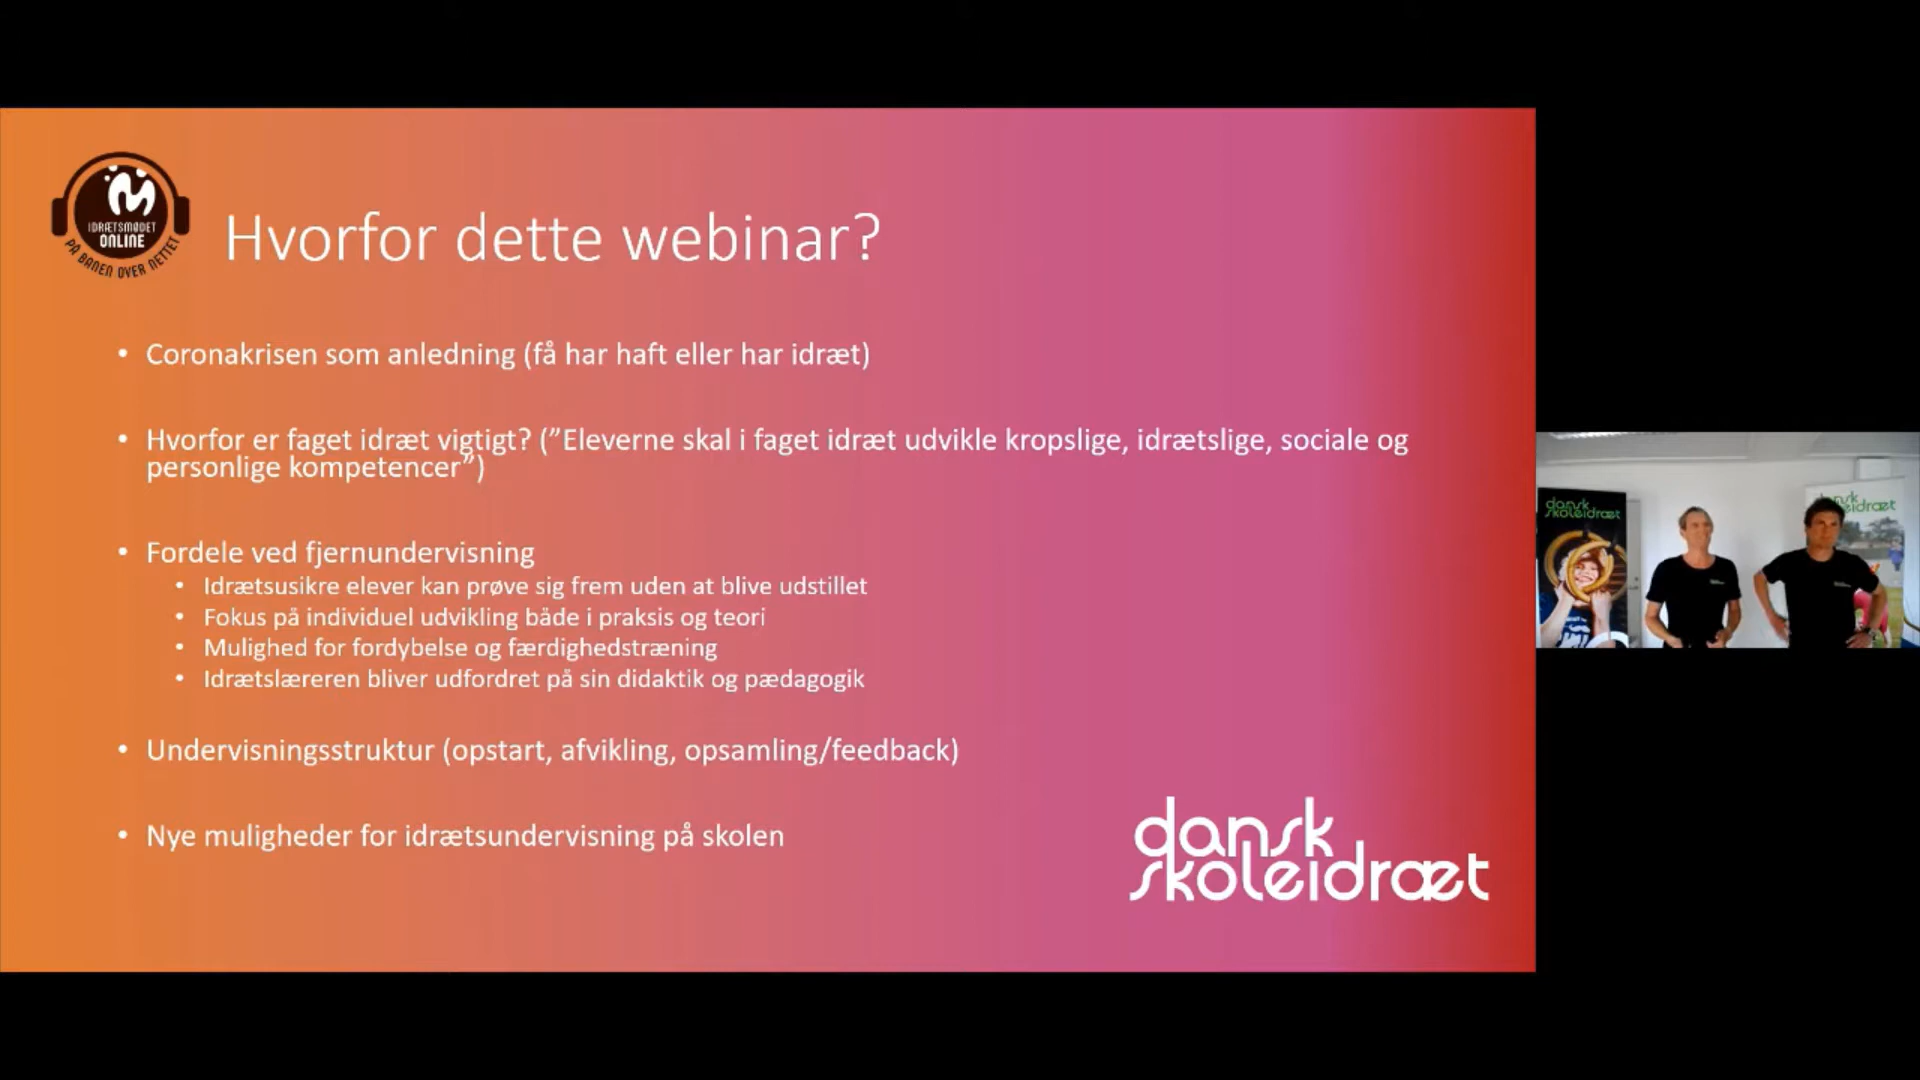 IDRÆTSMØDET
ONLINE
PÅ BANEN OVER NETTET
Hvorfor dette webinar?
• Coronakrisen som anledning (få har haft eller har idræt)
• Hvorfor er faget idræt vigtigt? (”Eleverne skal i faget idræt udvikle kropslige, idrætslige, sociale og
personlige kompetencer”)
• Fordele ved fjernundervisning
• Idrætsusikre elever kan prøve sig frem uden at blive udstillet
• Fokus på individuel udvikling både i praksis og teori
• Mulighed for fordybelse og færdighedstræning
• Idrætslæreren bliver udfordret på sin didaktik og pædagogik
• Undervisningsstruktur (opstart, afvikling, opsamling/feedback)
• Nye muligheder for idrætsundervisning på skolen
dansk
skoleidræt
dansk
skoleidræt